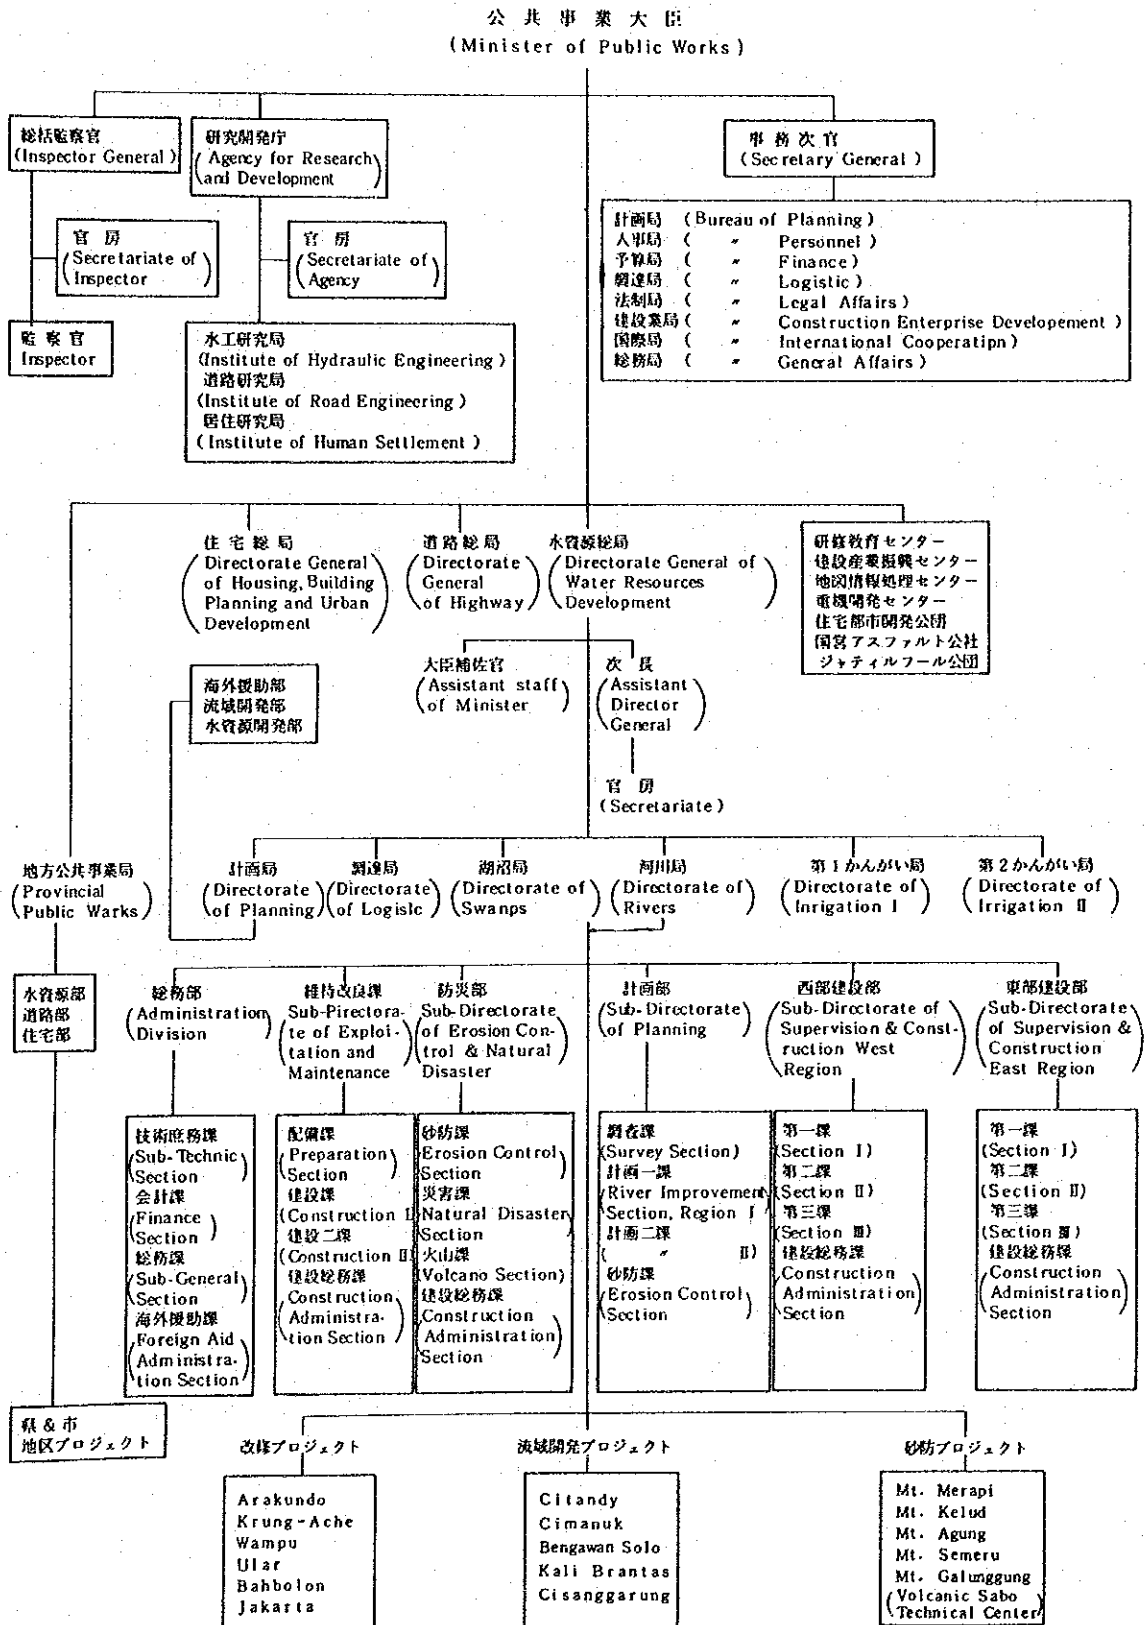 公共事業大臣
(Minister of Public Works)
総括監察官
(Inspector General)
研究開発庁
(Agency for Research
and Development)
事務次官
(Secretary General)
官房
(Secretariate of
Inspector)
官房
(Secretariate of
Agency)
監察官
Inspector
水工研究局
(Institute of Hydraulic Engineering)
道路研究局
(Institute of Road Engineering)
居住研究局
(Institute of Human Settlement)
計画局 (Bureau of Planning)
人事局 ( 〃 Personnel)
予算局 ( 〃 Finance)
調達局 ( 〃 Logistic)
法制局 ( 〃 Legal Affairs)
建設業局 ( 〃 Construction Enterprise Developement)
国際局 ( 〃 International Cooperatipn)
総務局 ( 〃 General Affairs)
住宅総局
(Directorate General
of Housing, Building
Planning and Urban
Development)
道路総局
(Directorate
General
of Highway)
水資源総局
(Directorate General of
Water Resources
Development)
研修教育センター
建設産業振興センター
地図情報処理センター
電機開発センター
住宅都市開発公団
国営アスファルト公社
ジャティルフール公団
大臣補佐官
(Assistant staff
of Minister)
次長
(Assistant
Director
General)
海外援助部
流域開発部
水資源開発部
官房
(Secretariate)
地方公共事業局
(Provincial
Public Warks)
計画局
(Directorate
of Planning)
調達局
(Directorate
of Logisic)
湖沼局
(Directorate of
Swanps)
河川局
(Directorate of
Rivers)
第1かんがい局
(Directorate of
Inrigation I)
第2かんがい局
(Directorate of
Irrigation II)
水資源部
道路部
住宅部
総務部
(Administration
Division)
維持改良課
(Sub-Pirectora-
te of Exploi-
tation and
Maintenance)
防災部
(Sub-Directorate
of Erosion Con-
trol & Natural
Disaster)
計画部
(Sub-Directorate
of Planning)
西部建設部
(Sub-Directorate of
Supervision & Const-
ruction West
Region)
東部建設部
(Sub-Directorate
of Supervision &
Construction
East Region)
技術庶務課
(Sub-Technic
Section)
会計課
(Finance
Section)
総務課
(Sub-General
Section)
海外援助課
(Foreign Aid
Administra-
tion Section)
配備課
(Preparation
Section)
建設課
(Construction I)
建設二課
(Construction II)
建設総務課
(Construction
Administra-
tion Section)
砂防課
(Erosion Control
Section)
災害課
(Natural Disaster
Section)
火山課
(Volcano Section)
建設総務課
(Construction
Administration
Section)
調査課
(Survey Section)
計画一課
(River Improvement
Section, Region I)
計画二課
( 〃 II)
砂防課
(Erosion Control
Section)
第一課
(Section I)
第二課
(Section II)
第三課
(Section III)
建設総務課
(Construction
Administration
Section)
第一課
(Section I)
第二課
(Section II)
第三課
(Section III)
建設総務課
(Construction
Administration
Section)
県&市
地区プロジェクト
改修プロジェクト
流域開発プロジェクト
砂防プロジェクト
Arakundo
Krung-Ache
Wampu
Ular
Bahbolon
Jakarta
Citandy
Cimanuk
Bengawan Solo
Kali Brantas
Cisanggarung
Mt. Merapi
Mt. Kelud
Mt. Agung
Mt. Semeru
Mt. Galunggung
(Volcanic Sabo
Technical Center)